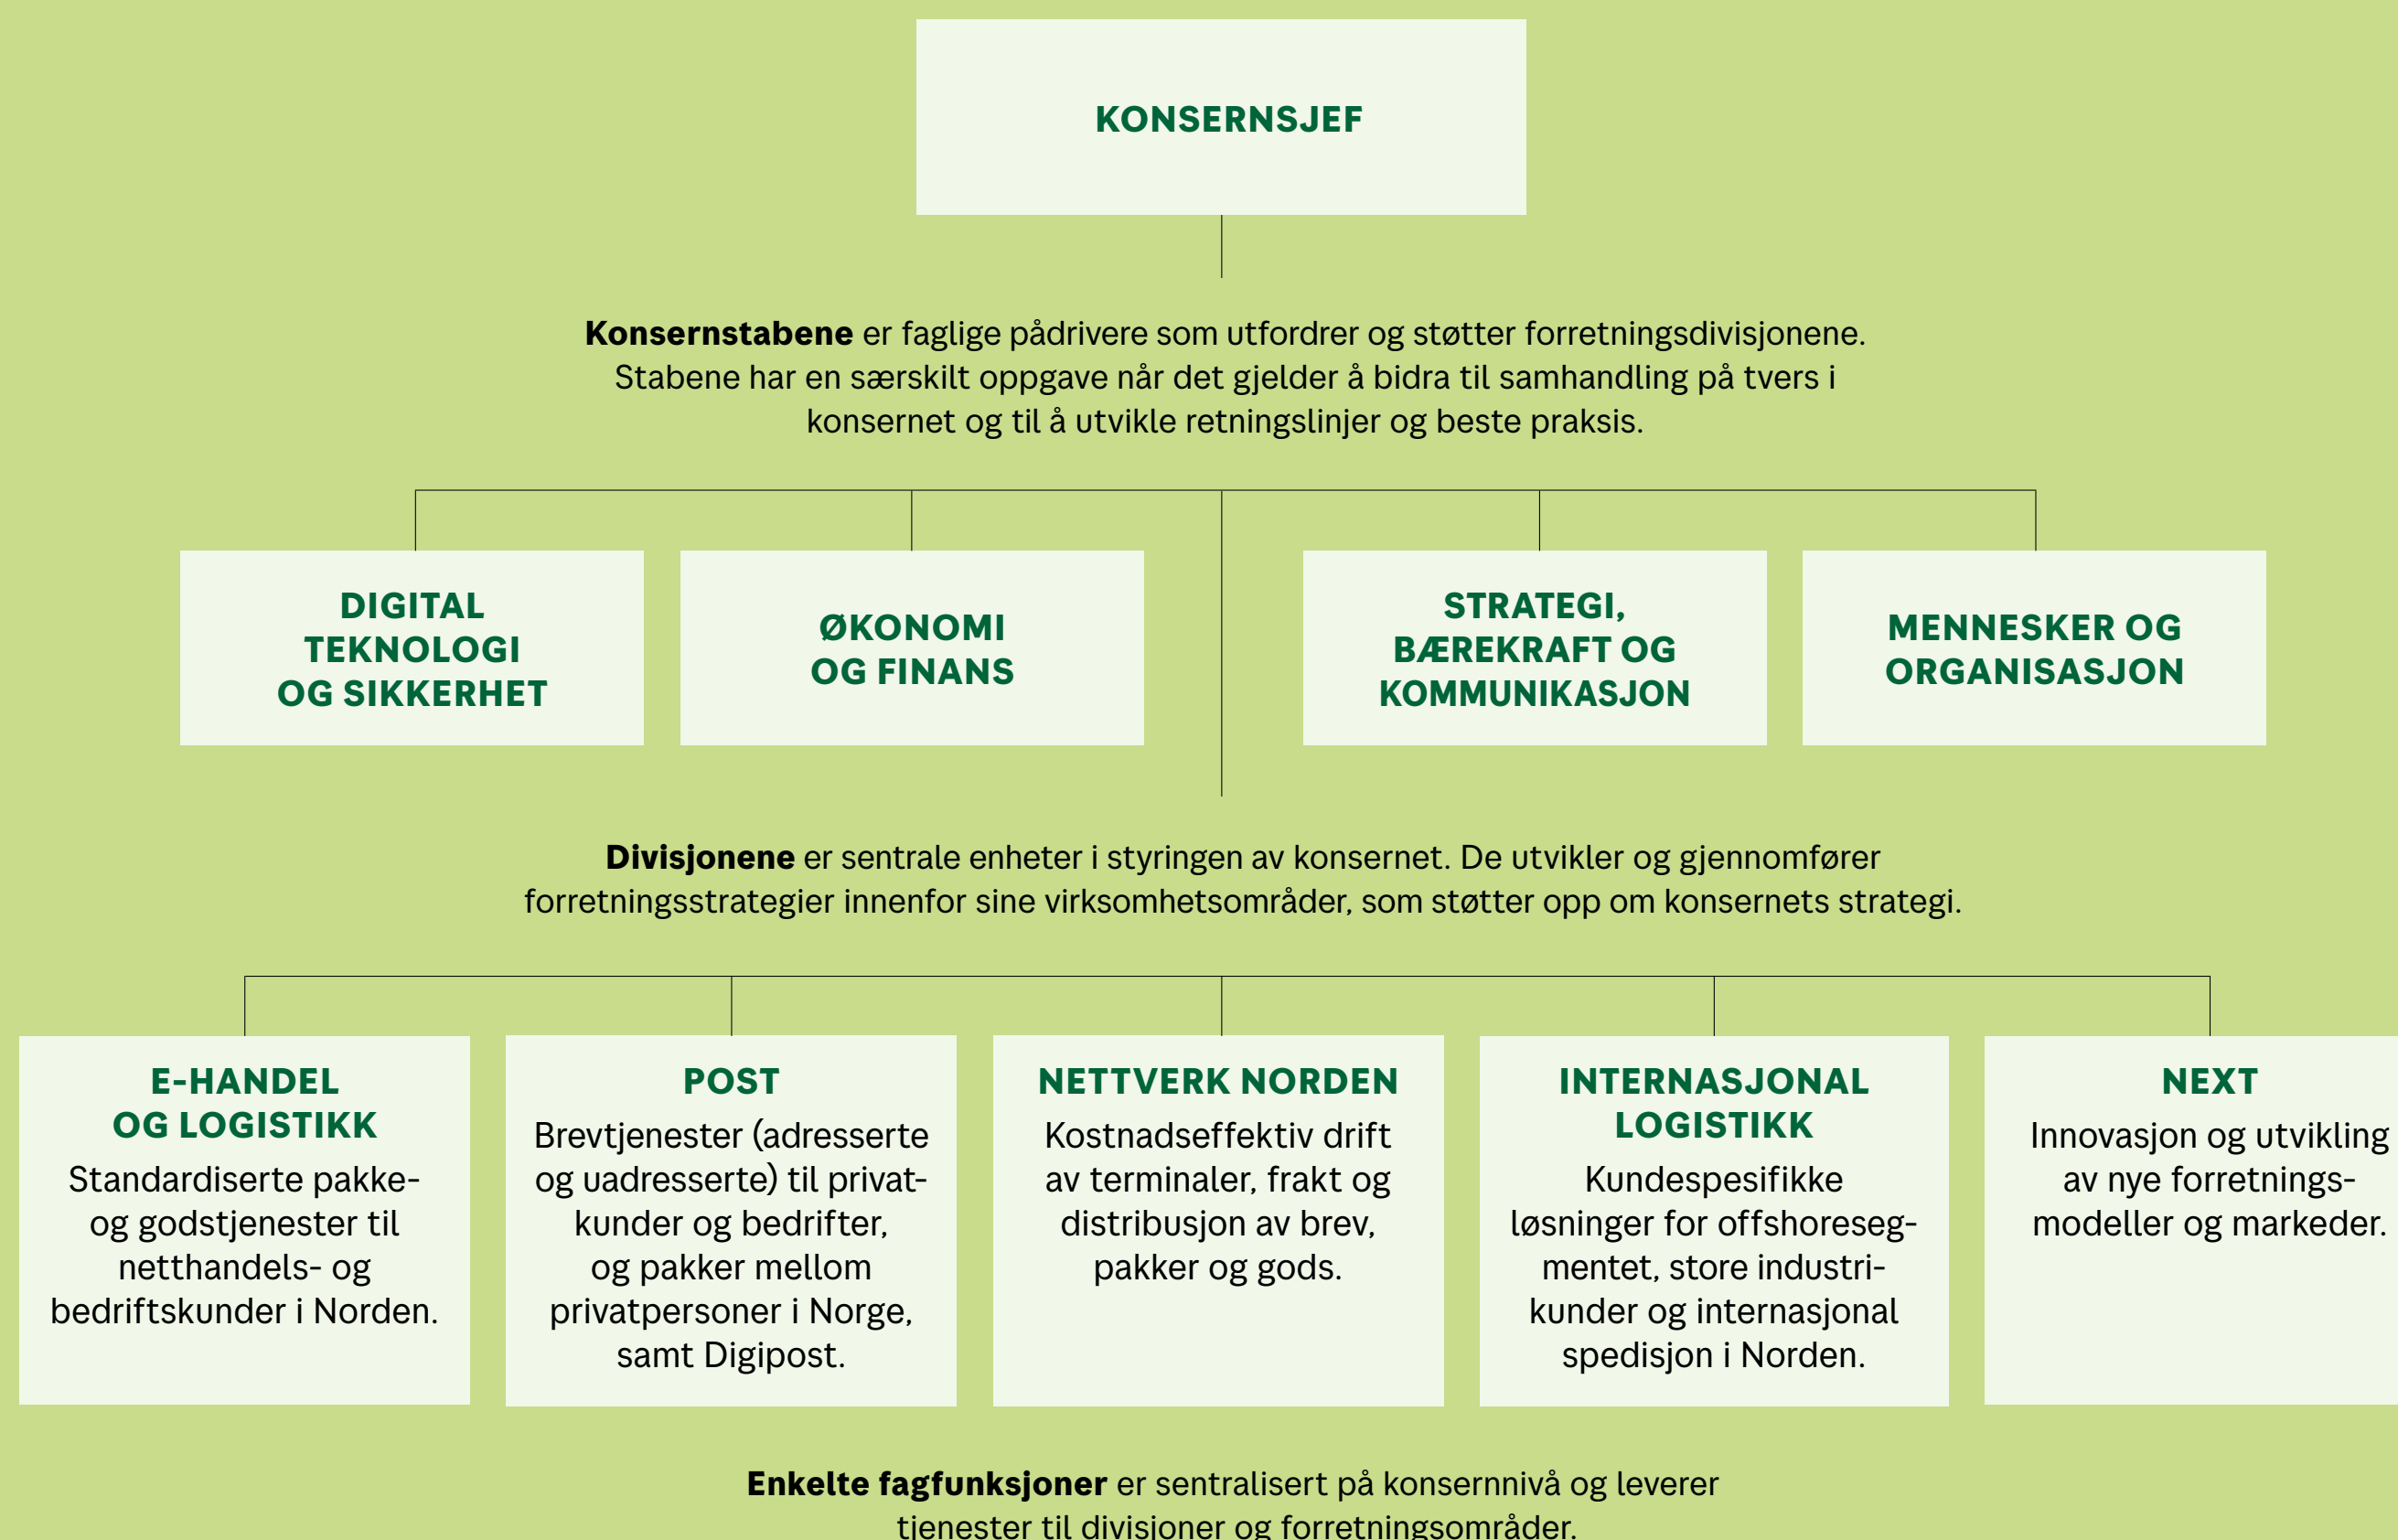 KONSERNSJEF
Konsernstabene er faglige pådrivere som utfordrer og støtter forretningsdivisjonene.
Stabene har en særskilt oppgave når det gjelder å bidra til samhandling på tvers i
konsernet og til å utvikle retningslinjer og beste praksis.
DIGITAL
TEKNOLOGI
OG SIKKERHET
ØKONOMI
OG FINANS
STRATEGI,
BÆREKRAFT OG
KOMMUNIKASJON
MENNESKER OG
ORGANISASJON
Divisjonene er sentrale enheter i styringen av konsernet. De utvikler og gjennomfører
forretningsstrategier innenfor sine virksomhetsområder, som støtter opp om konsernets strategi.
E-HANDEL
OG LOGISTIKK
Standardiserte pakke-
og godstjenester til
netthandels- og
bedriftskunder i Norden.
POST
Brevtjenester (adresserte
og uadresserte) til privat-
kunder og bedrifter,
og pakker mellom
privatpersoner i Norge,
samt Digipost.
NETTVERK NORDEN
Kostnadseffektiv drift
av terminaler, frakt og
distribusjon av brev,
pakker og gods.
INTERNASJONAL
LOGISTIKK
Kundespesifikke
løsninger for offshoreseg-
mentet, store industri-
kunder og internasjonal
spedisjon i Norden.
NEXT
Innovasjon og utvikling
av nye forretnings-
modeller og markeder.
Enkelte fagfunksjoner er sentralisert på konsernnivå og leverer
tjenester til divisjoner og forretningsområder.